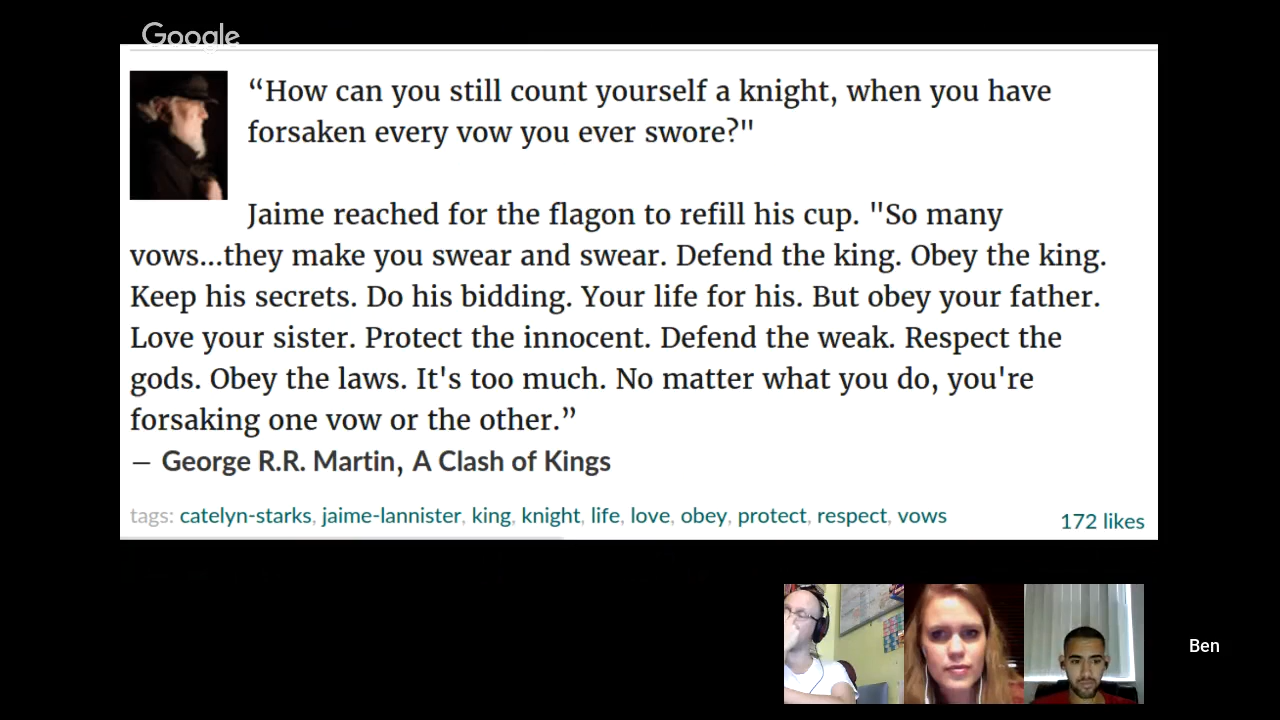 Google
“How can you still count yourself a knight, when you have
forsaken every vow you ever swore?"
Jaime reached for the flagon to refill his cup. "So many
vows...they make you swear and swear. Defend the king. Obey the king.
Keep his secrets. Do his bidding. Your life for his. But obey your father.
Love your sister. Protect the innocent. Defend the weak. Respect the
gods. Obey the laws. It's too much. No matter what you do, you're
forsaking one vow or the other.”
― George R.R. Martin, A Clash of Kings
tags: catelyn-starks, jaime-lannister, king, knight, life, love, obey, protect, respect, vows
172 likes
Ben